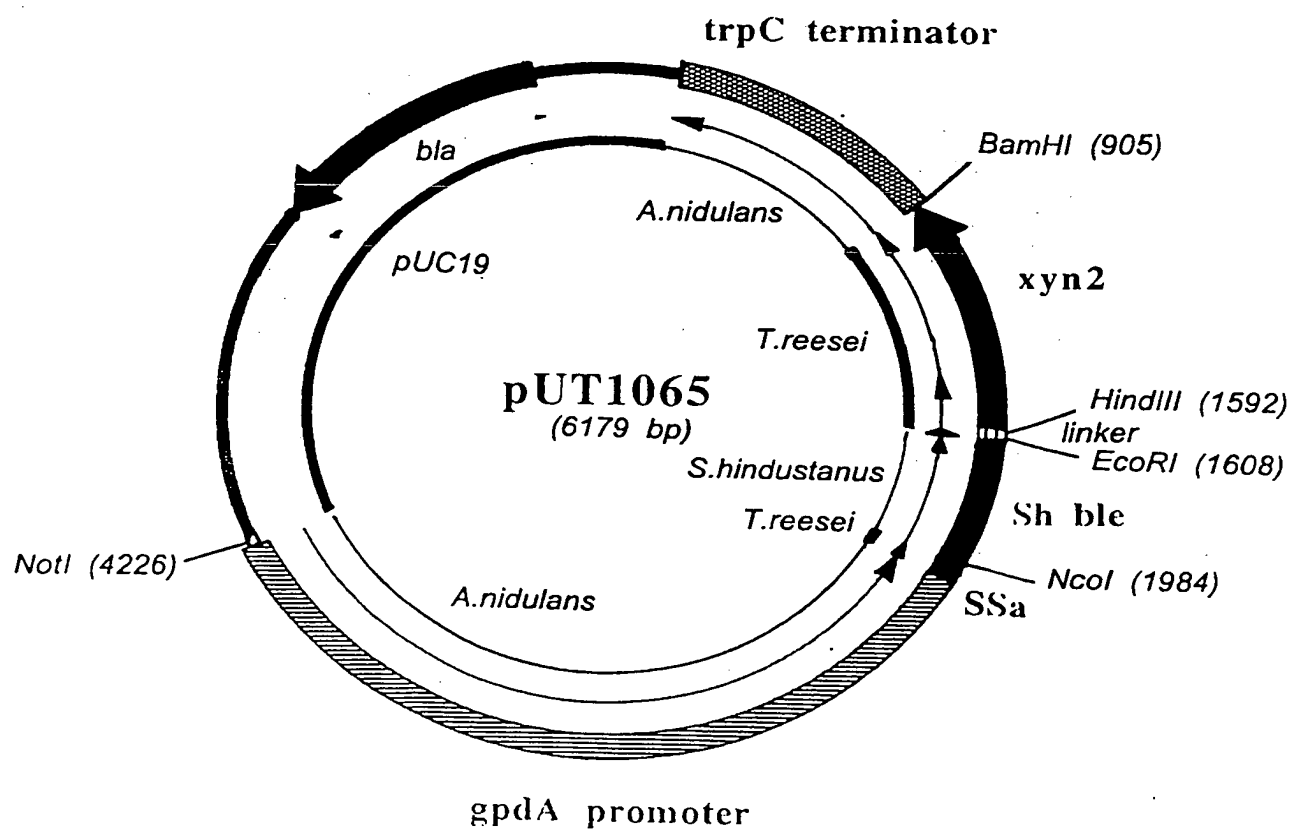 trpC terminator
BamHI (905)
bla
A.nidulans
pUC19
xyn2
T.reesei
pUT1065
(6179 bp)
HindIII (1592)
linker
EcoRI (1608)
S.hindustanus
Sh ble
T.reesei
NotI (4226)
NcoI (1984)
A.nidulans
SSa
gpdA promoter